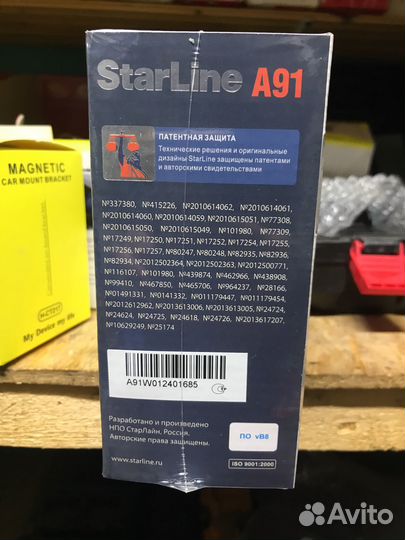 StarLine A91
ПАТЕНТНАЯ ЗАЩИТА
Технические решения и оригинальные
дизайны StarLine защищены патентами
и авторскими свидетельствами
№337380, №415226, №2010614062, №2010614061,
№2010614060, №2010614059, №2010615051, №77308,
№2010615050, №2010615049, №101980, №77309,
№17249, №17250, №17251, №17252, №17254, №17255,
№17256, №17257, №80247, №80248, №82935, №82936,
№82934, №2012502364, №2012502363, №2012500771,
№116107, №101980, №439874, №462966, №438908,
№99410, №467850, №465706, №964237, №28166,
№01491331, №0141332, №011179447, №011179454,
№2012612962, №2013613006, №2013613005, №24724,
№24624, №24725, №24618, №24726, №2013617207,
№10629249, №25174
A91W012401685
Разработано и произведено
НПО СтарЛайн, Россия.
Авторские права защищены.
ПО vB8
www.starline.ru
ISO 9001:2000
MAGNETIC
CAR MOUNT BRACKET
H-CT211
My Device my life
Avito